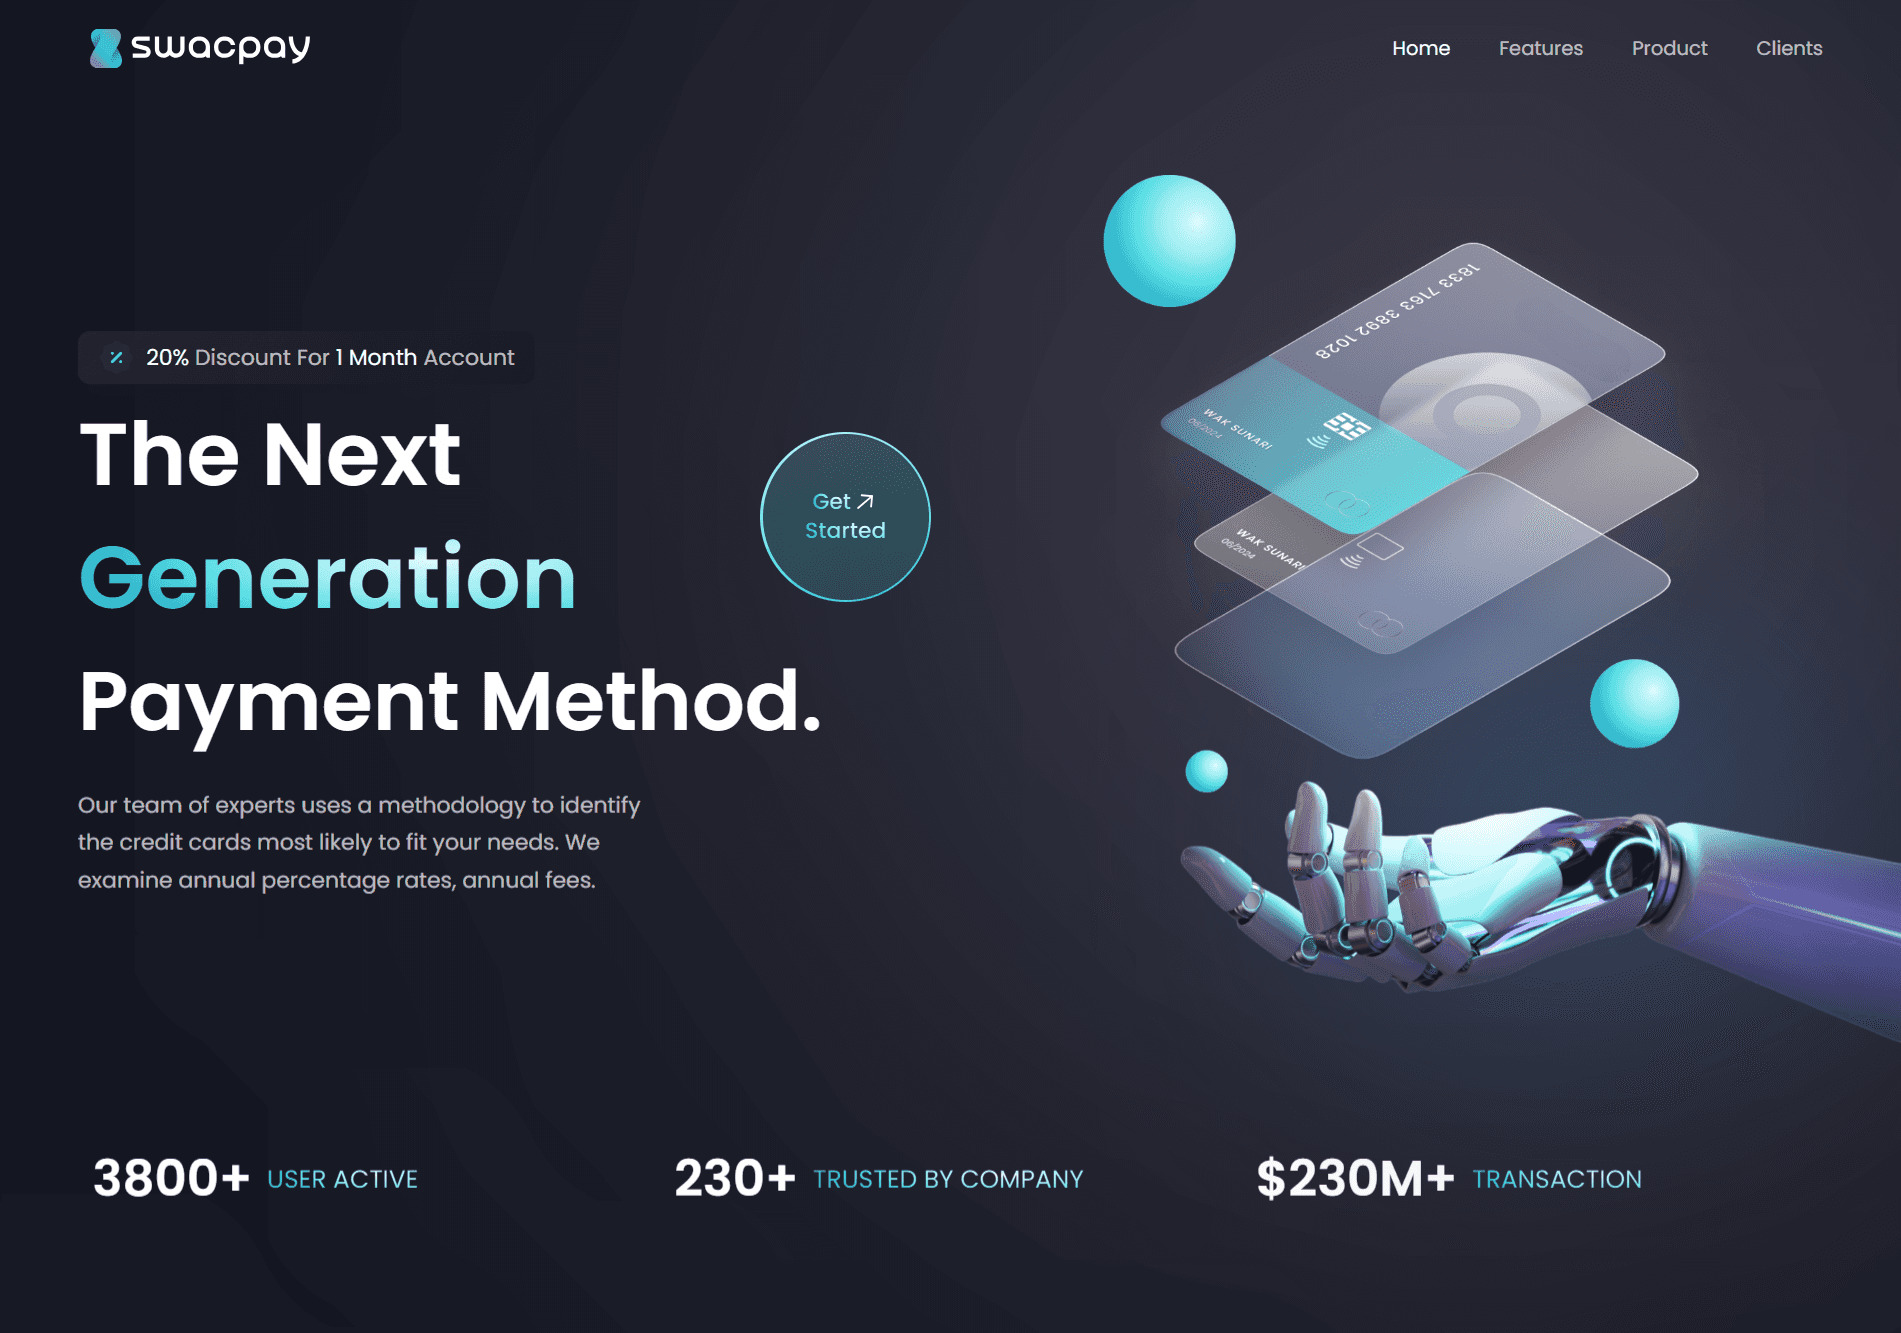 swacpay
Home Features Product Clients
20% Discount For 1 Month Account
The Next
Generation
Payment Method.
Get
Started
Our team of experts uses a methodology to identify
the credit cards most likely to fit your needs. We
examine annual percentage rates, annual fees.
1833 7163 3892 1028
WAK SUNARI
08/2024
WAK SUNARI
08/2024
3800+ USER ACTIVE
230+ TRUSTED BY COMPANY
$230M+ TRANSACTION